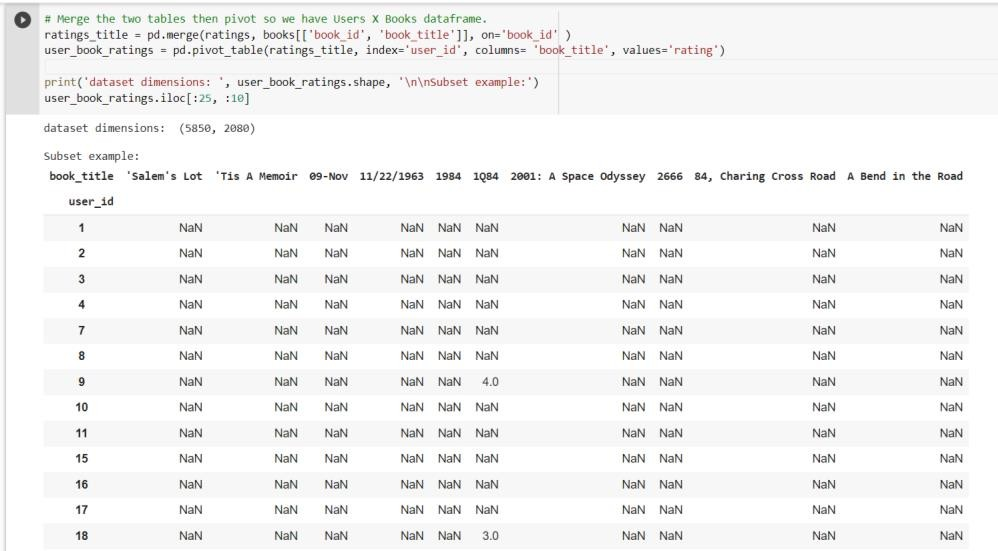 # Merge the two tables then pivot so we have Users X Books dataframe.
ratings_title = pd.merge(ratings, books[['book_id', 'book_title']], on='book_id' )
user_book_ratings = pd.pivot_table(ratings_title, index='user_id', columns= 'book_title', values='rating')
print('dataset dimensions: ', user_book_ratings.shape, '\n\nSubset example:')
user_book_ratings.iloc[:25, :10]
dataset dimensions:  (5850, 2080)
Subset example:
book_title 'Salem's Lot 'Tis A Memoir 09-Nov 11/22/1963 1984 1Q84 2001: A Space Odyssey 2666 84, Charing Cross Road A Bend in the Road
user_id
1 NaN NaN NaN NaN NaN NaN NaN NaN NaN NaN
2 NaN NaN NaN NaN NaN NaN NaN NaN NaN NaN
3 NaN NaN NaN NaN NaN NaN NaN NaN NaN NaN
4 NaN NaN NaN NaN NaN NaN NaN NaN NaN NaN
7 NaN NaN NaN NaN NaN NaN NaN NaN NaN NaN
8 NaN NaN NaN NaN NaN NaN NaN NaN NaN NaN
9 NaN NaN NaN NaN NaN 4.0 NaN NaN NaN NaN
10 NaN NaN NaN NaN NaN NaN NaN NaN NaN NaN
11 NaN NaN NaN NaN NaN NaN NaN NaN NaN NaN
15 NaN NaN NaN NaN NaN NaN NaN NaN NaN NaN
16 NaN NaN NaN NaN NaN NaN NaN NaN NaN NaN
17 NaN NaN NaN NaN NaN NaN NaN NaN NaN NaN
18 NaN NaN NaN NaN NaN 3.0 NaN NaN NaN NaN